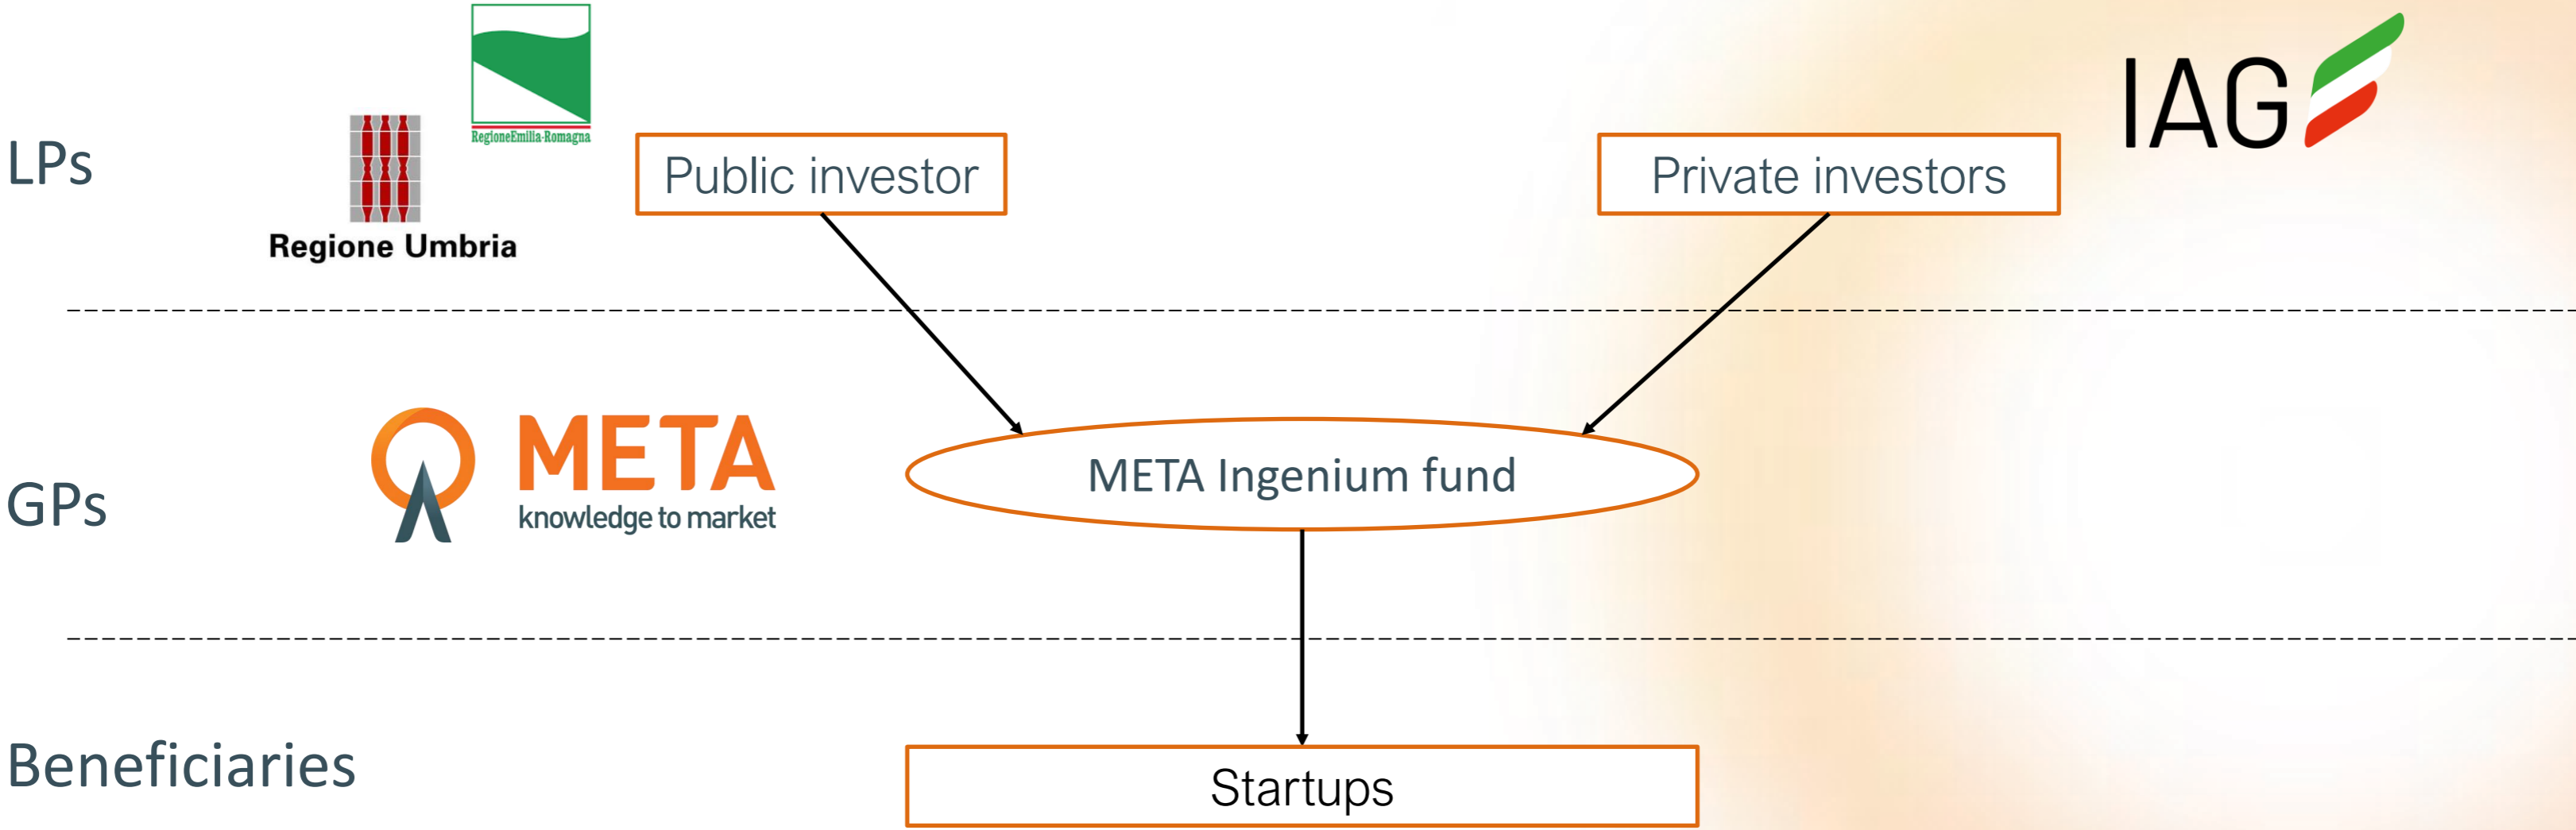 RegioneEmilia-Romagna
IAG
LPs
Public investor
Private investors
Regione Umbria
META
knowledge to market
META Ingenium fund
GPs
Beneficiaries
Startups